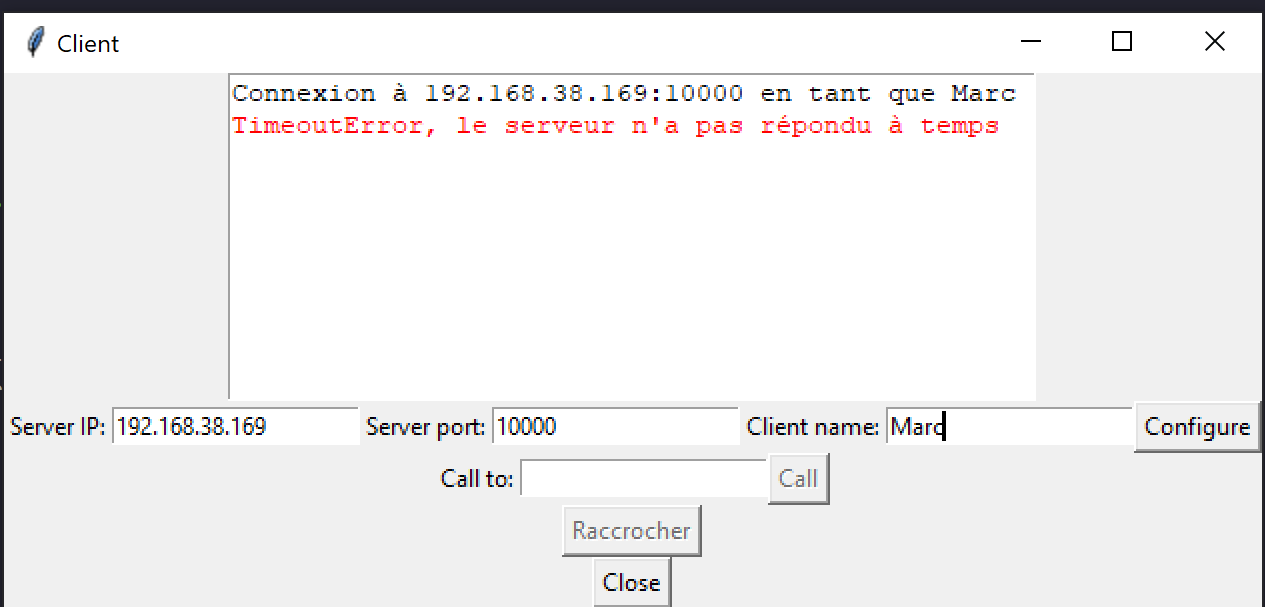 Client
Connexion à 192.168.38.169:10000 en tant que Marc
TimeoutError, le serveur n'a pas répondu à temps
Server IP: 192.168.38.169 Server port: 10000 Client name: Marc Configure
Call to: Call
Raccrocher
Close